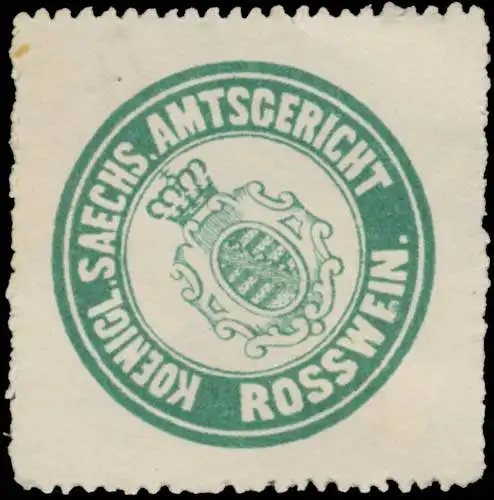 KOENIGL. SAECHS. AMTSGERICHT
ROSSWEIN.